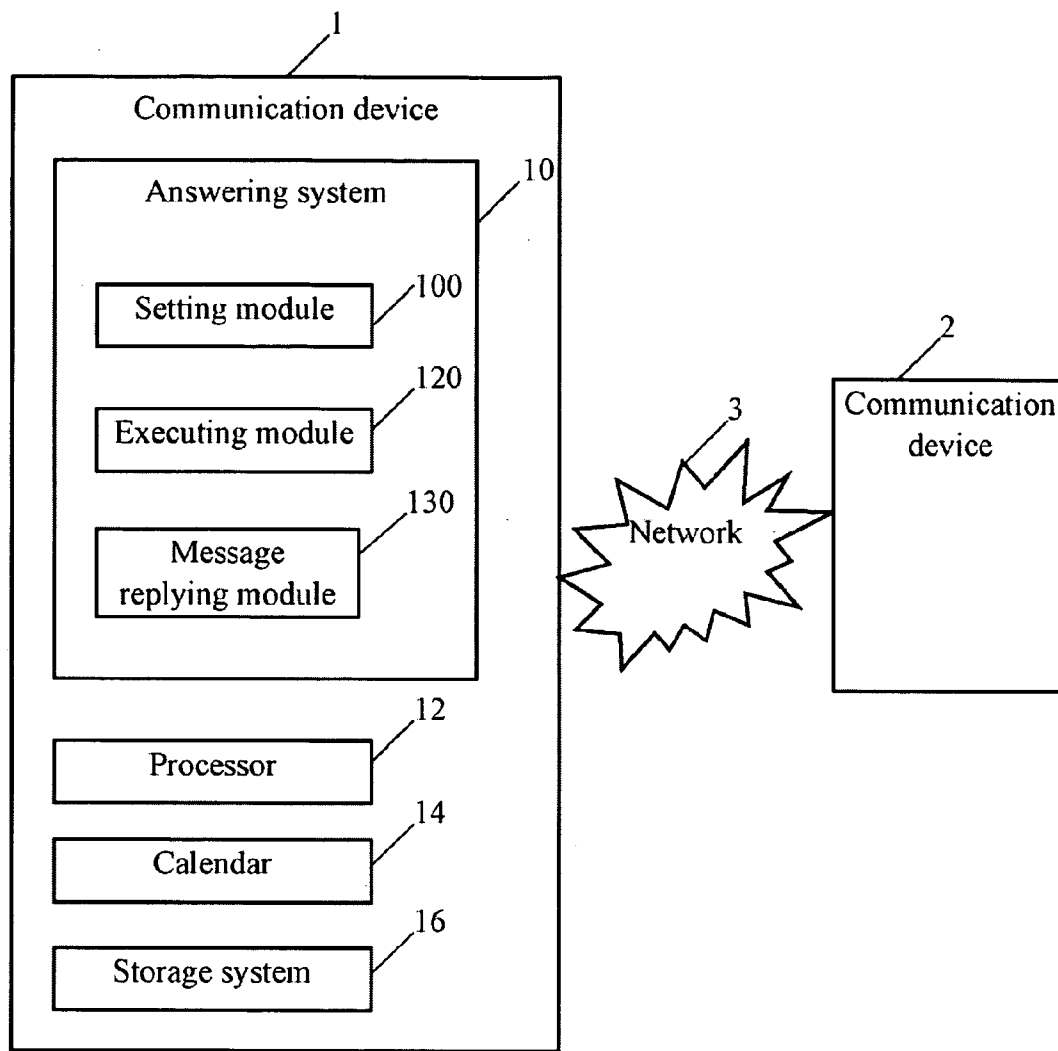 1
Communication device
10
Answering system
100
Setting module
120
Executing module
130
Message
replying module
12
Processor
14
Calendar
16
Storage system
3
Network
2
Communication
device